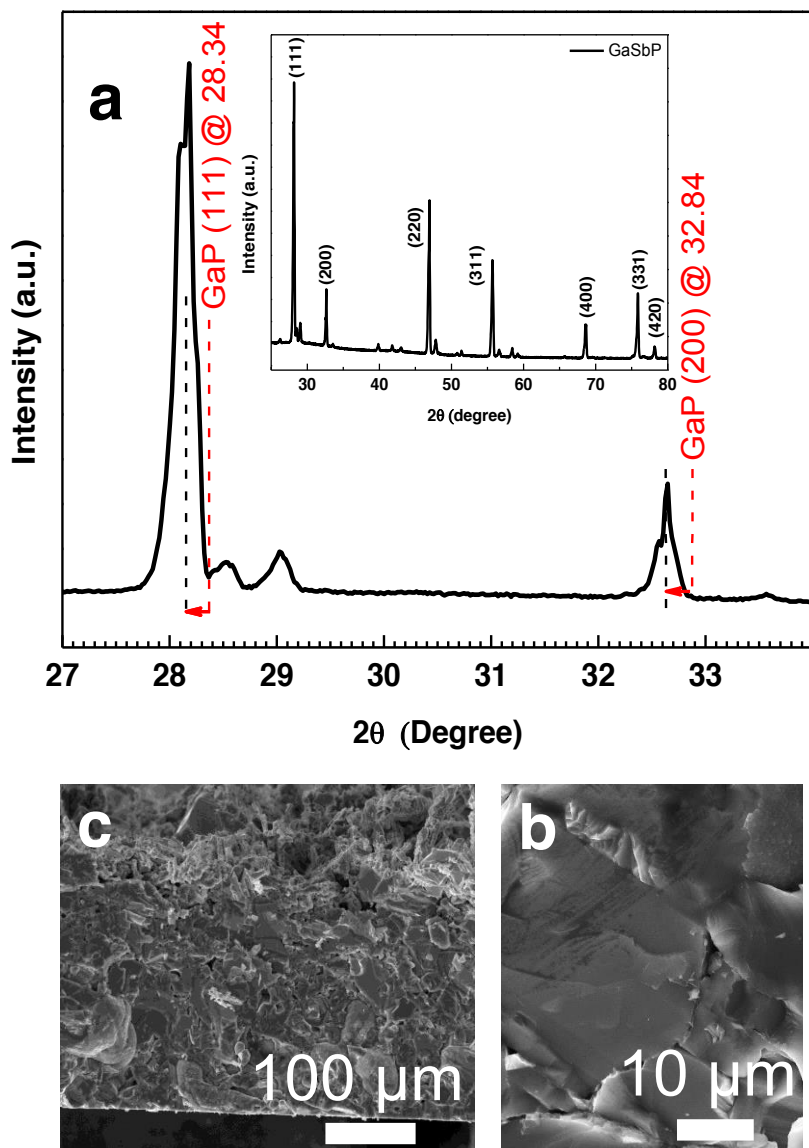 a
GaP (111) @ 28.34
GaP (200) @ 32.84
Intensity (a.u.)
27 28 29 30 31 32 33
2θ (Degree)
GaSbP
(111)
(200)
(220)
(311)
(400)
(331)
(420)
Intensity (a.u.)
30 40 50 60 70 80
2θ (degree)
c
100 μm
b
10 μm